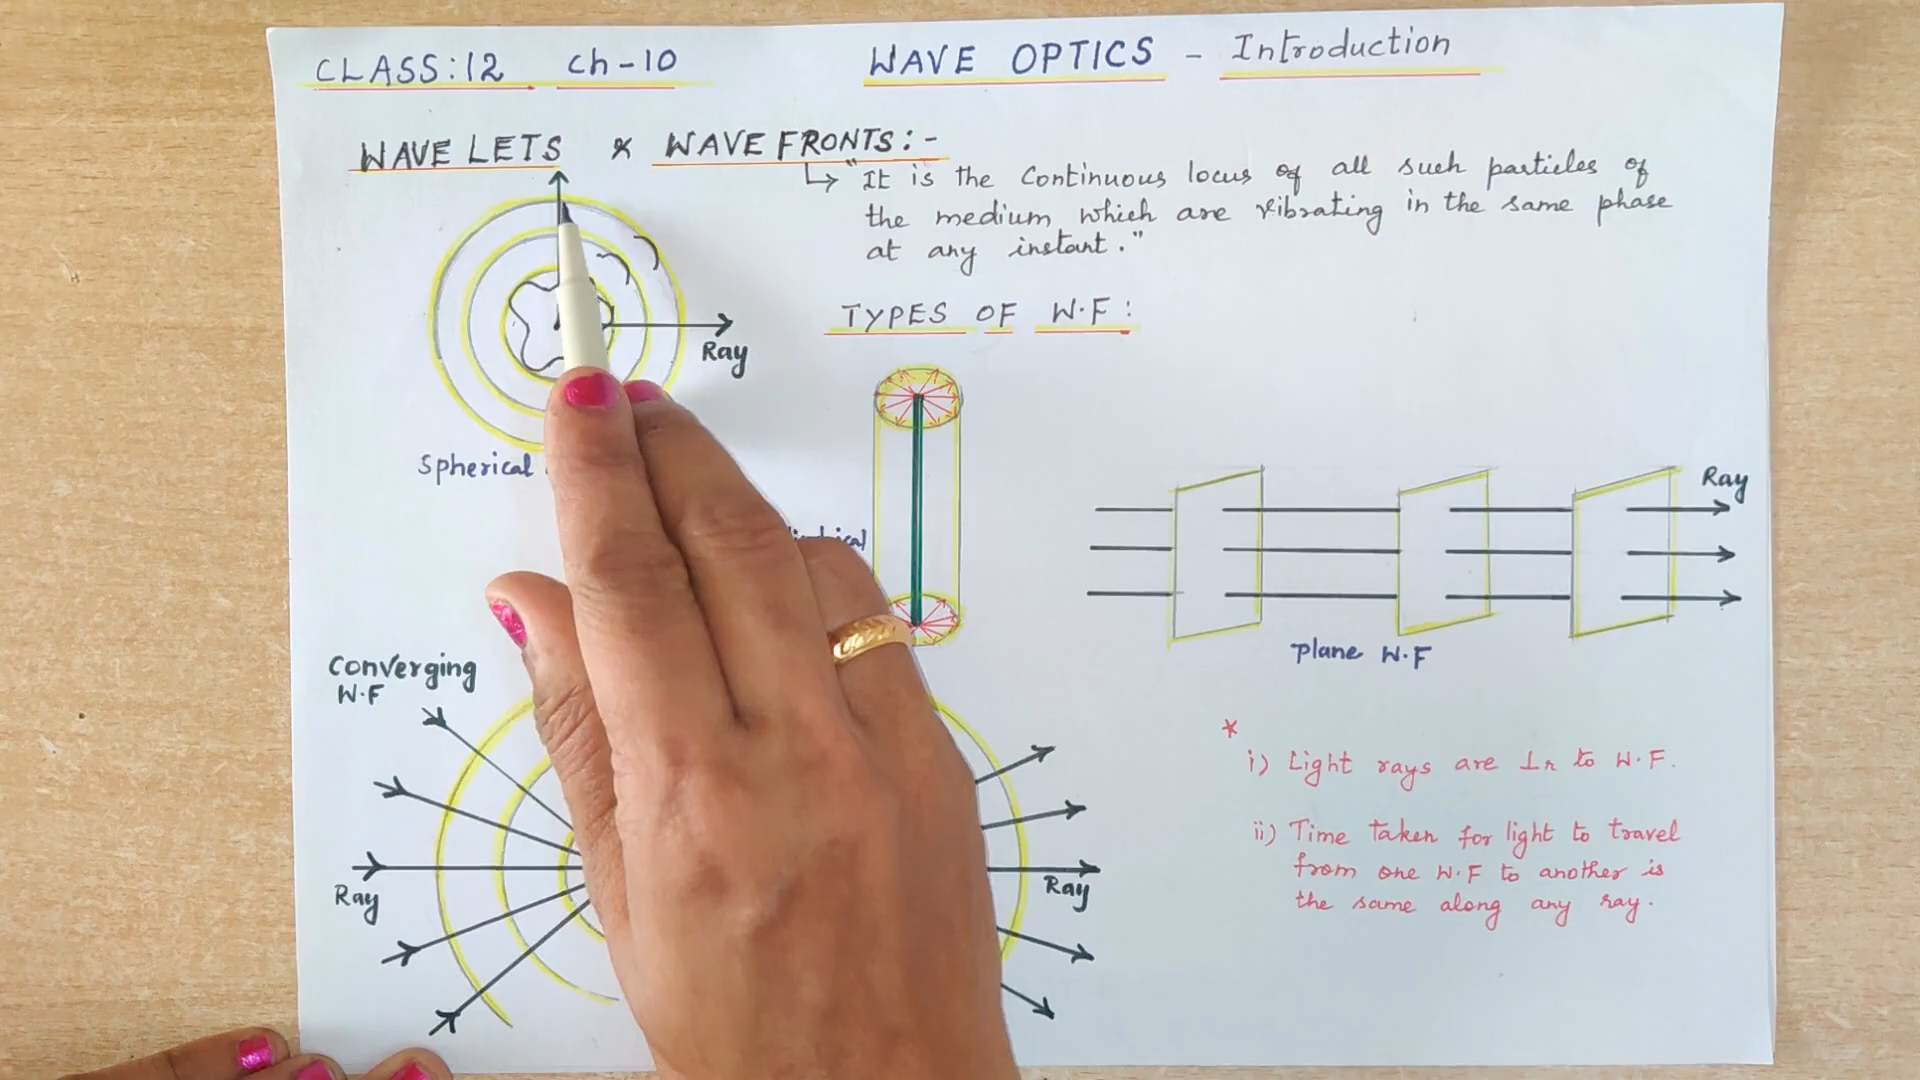 CLASS:12 Ch-10 WAVE OPTICS - Introduction
WAVE LETS & WAVE FRONTS:-
"It is the continuous locus of all such particles of
the medium which are vibrating in the same phase
at any instant."
TYPES OF W.F:
Ray
Spherical
Ray
plane W.F
Converging
W.F
Ray
Ray
*
i) Light rays are ⊥r to W.F.
ii) Time taken for light to travel
from one W.F to another is
the same along any ray.